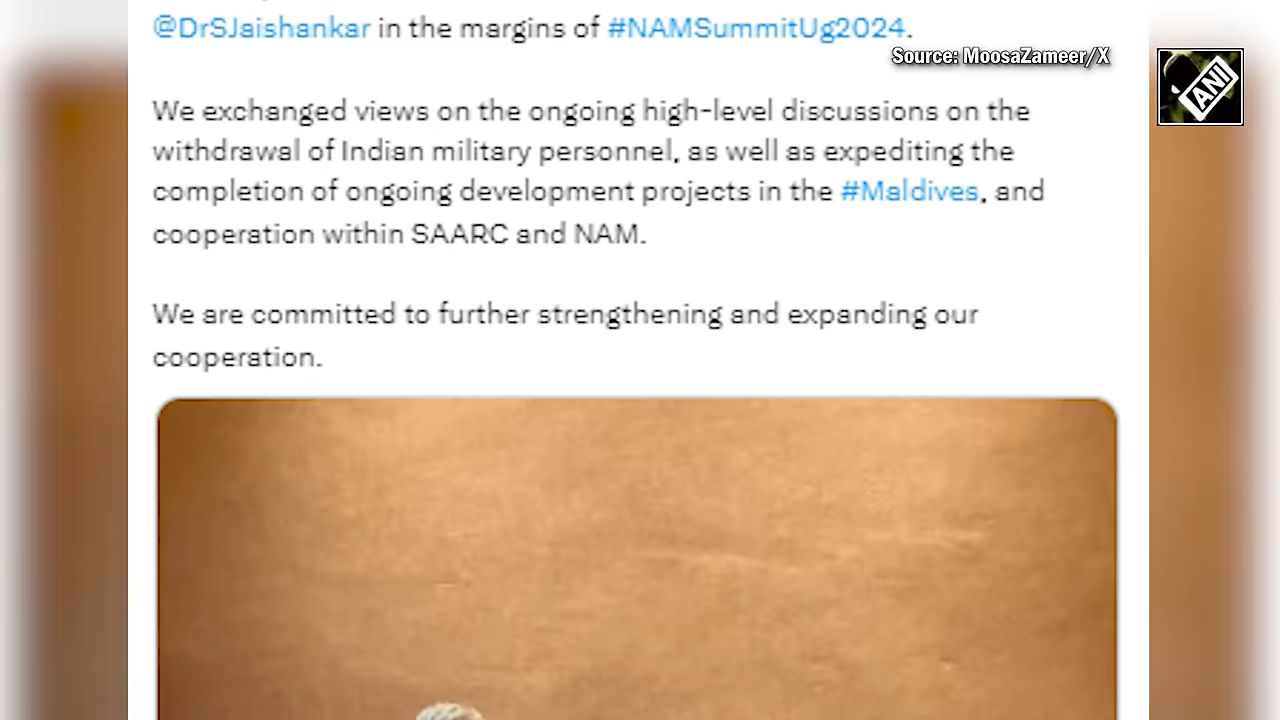 @DrSJaishankar in the margins of #NAMSummitUg2024.
Source: MoosaZameer/X
ANI
We exchanged views on the ongoing high-level discussions on the
withdrawal of Indian military personnel, as well as expediting the
completion of ongoing development projects in the #Maldives, and
cooperation within SAARC and NAM.
We are committed to further strengthening and expanding our
cooperation.